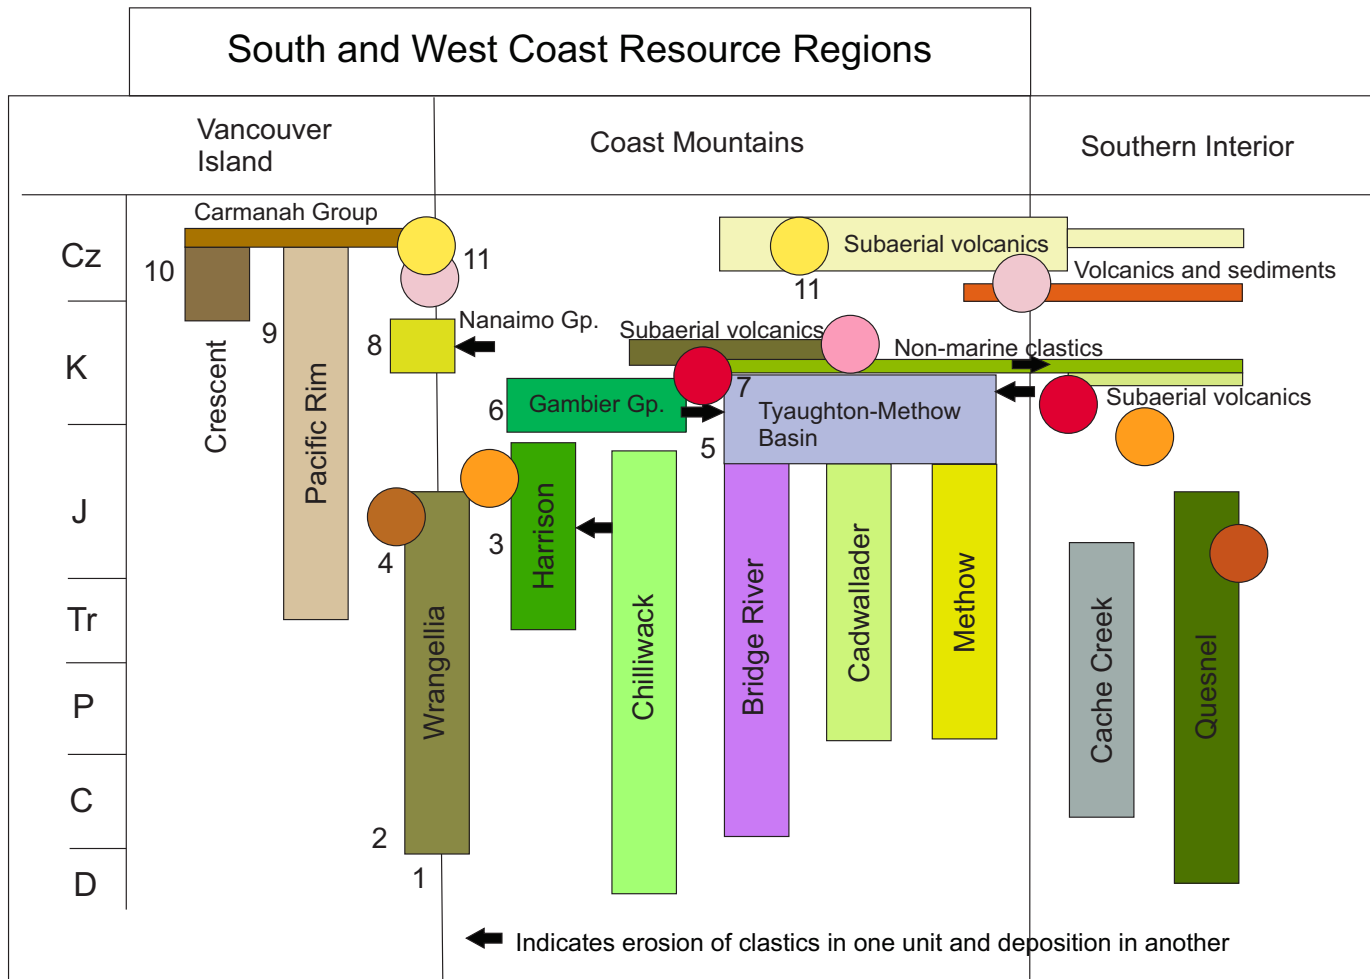 South and West Coast Resource Regions
Vancouver
Island
Coast Mountains
Southern Interior
Cz
K
J
Tr
P
C
D
Carmanah Group
10
Crescent
9
Pacific Rim
11
8
Nanaimo Gp.
4
Wrangellia
2
1
Subaerial volcanics
11
Volcanics and sediments
Subaerial volcanics
Non-marine clastics
7
6
Gambier Gp.
5
Tyaughton-Methow
Basin
Subaerial volcanics
3
Harrison
Chilliwack
Bridge River
Cadwallader
Methow
Cache Creek
Quesnel
Indicates erosion of clastics in one unit and deposition in another